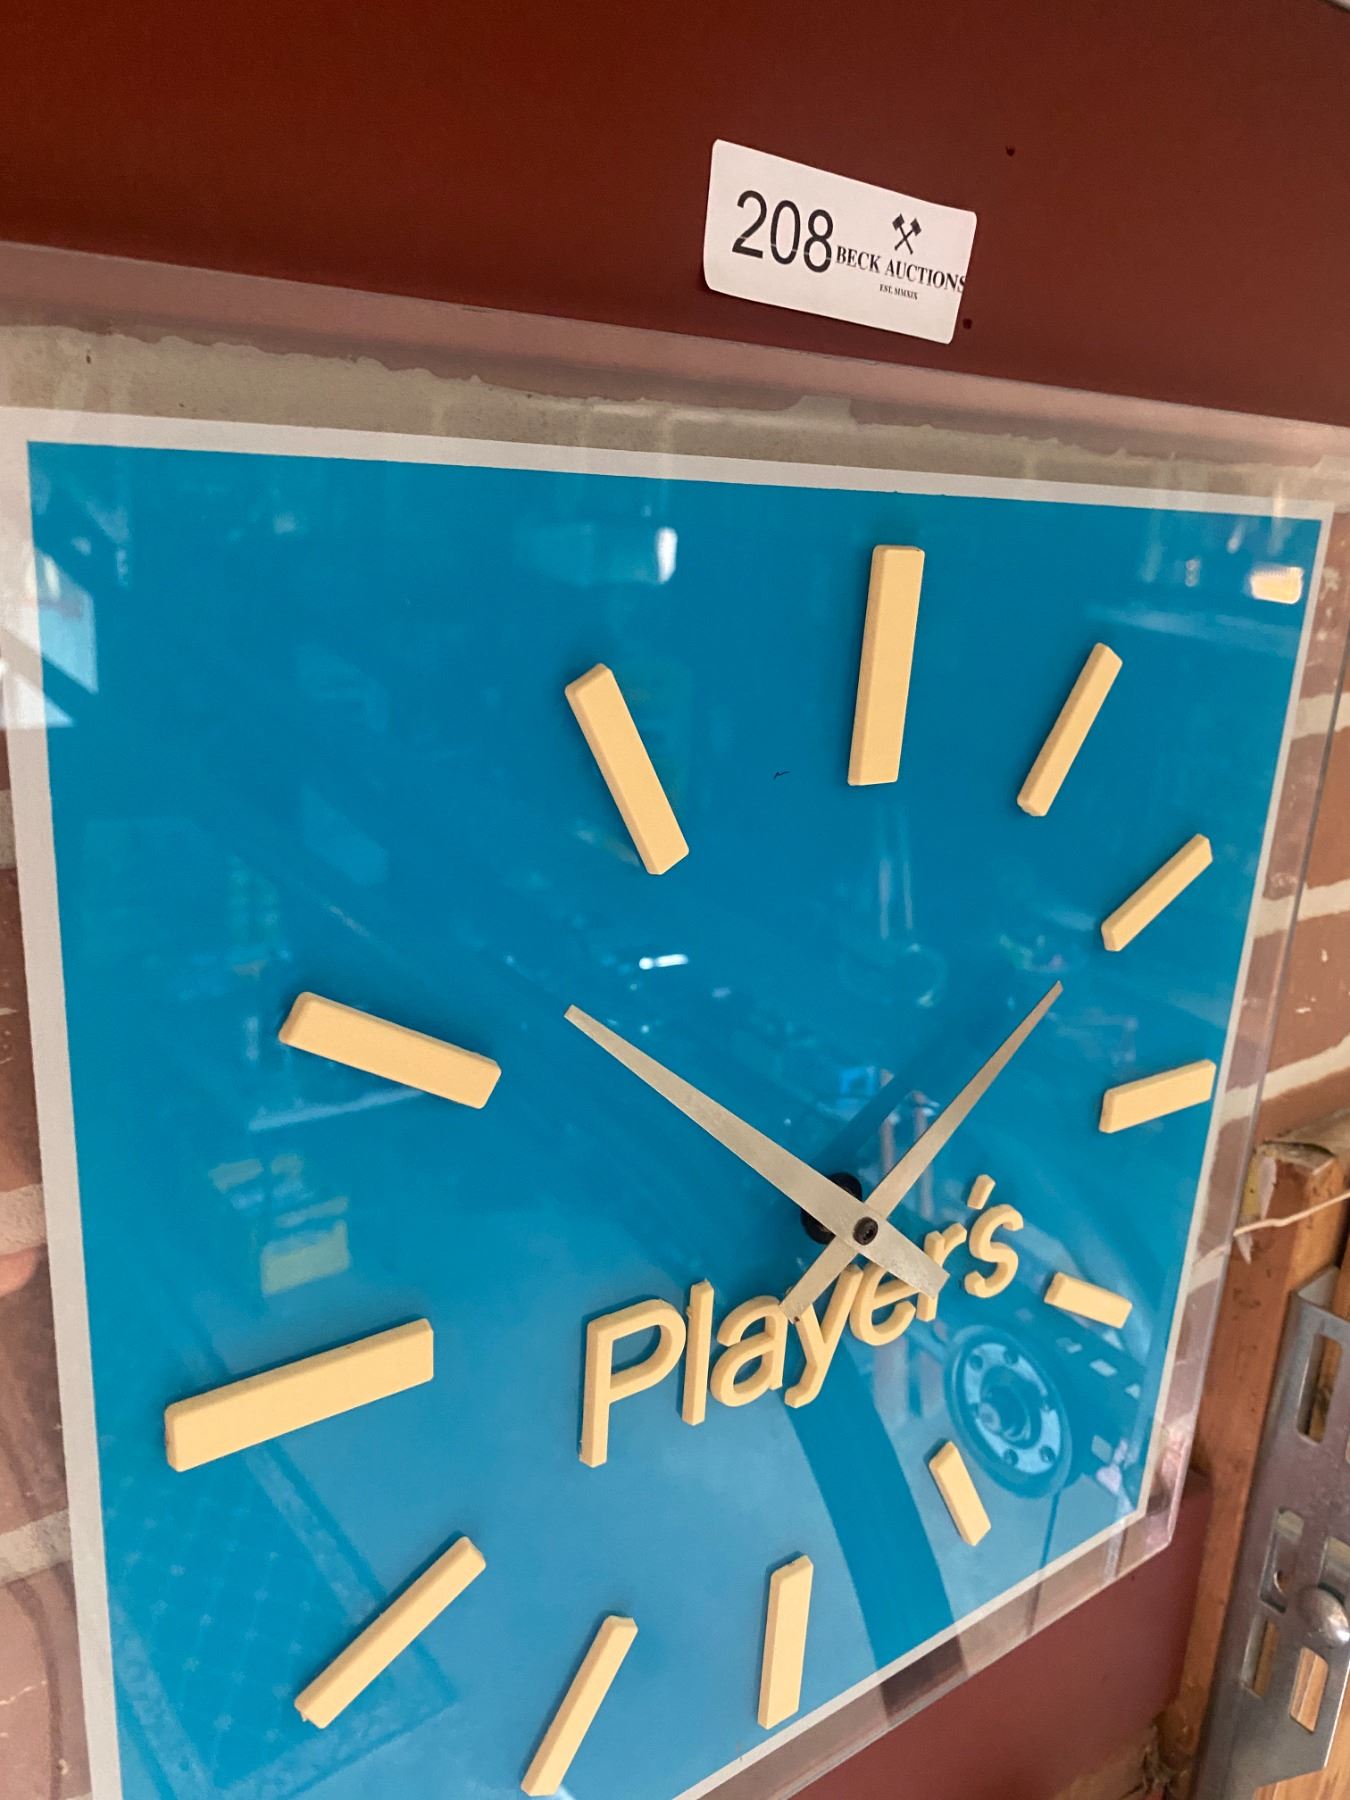 208
BECK AUCTIONS
EST. MMXIX
Player's